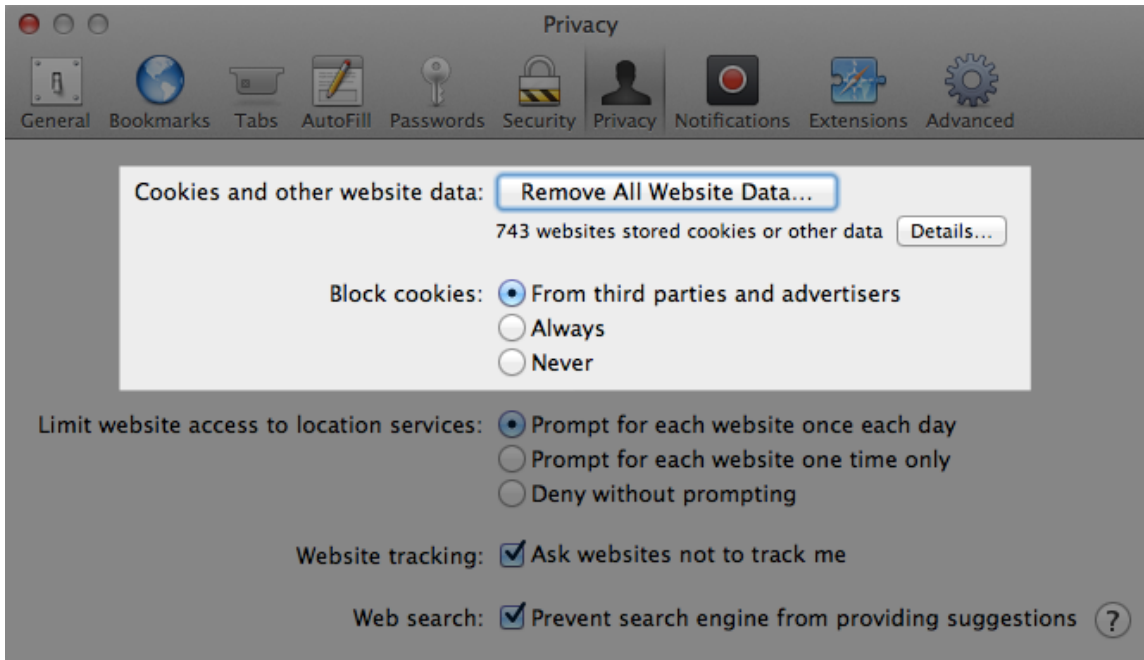 Privacy
General Bookmarks Tabs AutoFill Passwords Security Privacy Notifications Extensions Advanced
Cookies and other website data: Remove All Website Data...
743 websites stored cookies or other data Details...
Block cookies: From third parties and advertisers
Always
Never
Limit website access to location services: Prompt for each website once each day
Prompt for each website one time only
Deny without prompting
Website tracking: Ask websites not to track me
Web search: Prevent search engine from providing suggestions ?